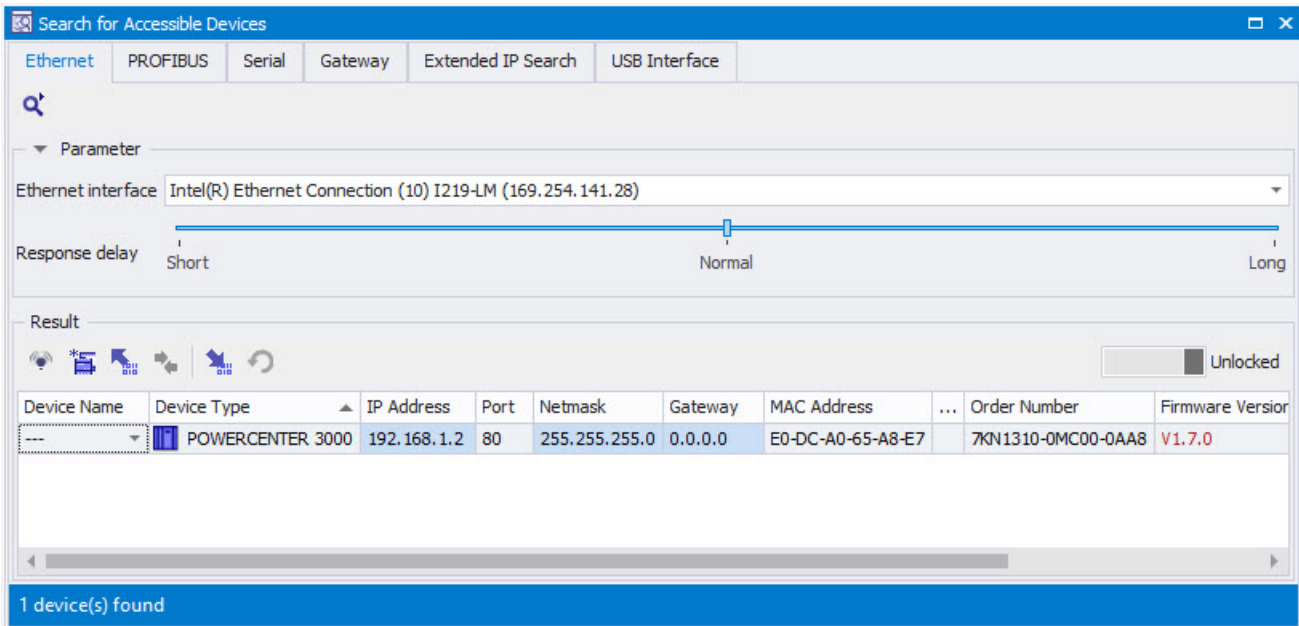 Search for Accessible Devices
Ethernet PROFIBUS Serial Gateway Extended IP Search USB Interface
Parameter
Ethernet interface Intel(R) Ethernet Connection (10) I219-LM (169.254.141.28)
Response delay
Short Normal Long
Result
Unlocked
Device Name Device Type IP Address Port Netmask Gateway MAC Address ... Order Number Firmware Version
--- POWERCENTER 3000 192.168.1.2 80 255.255.255.0 0.0.0.0 E0-DC-A0-65-A8-E7 7KN1310-0MC00-0AA8 V1.7.0
1 device(s) found